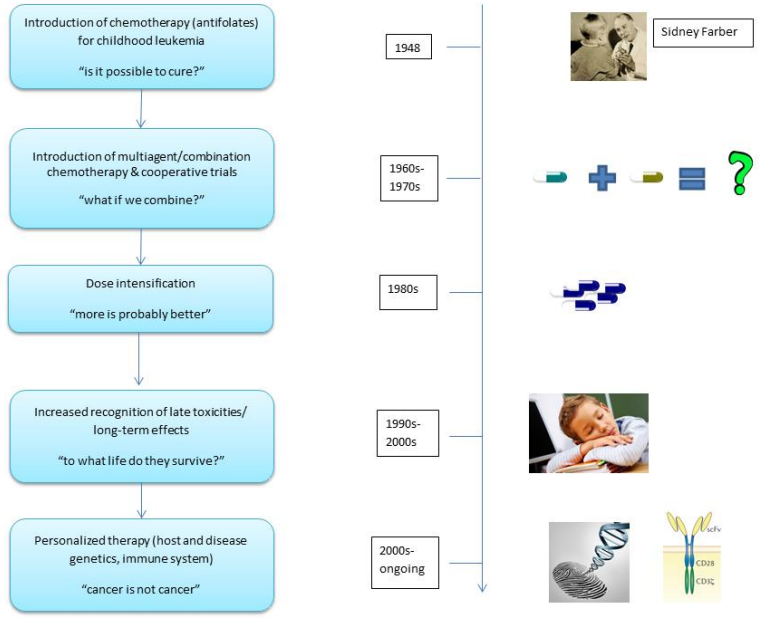 Introduction of chemotherapy (antifolates)
for childhood leukemia
“is it possible to cure?”
1948
Sidney Farber
Introduction of multiagent/combination
chemotherapy & cooperative trials
“what if we combine?”
1960s-
1970s
?
Dose intensification
“more is probably better”
1980s
Increased recognition of late toxicities/
long-term effects
“to what life do they survive?”
1990s-
2000s
Personalized therapy (host and disease
genetics, immune system)
“cancer is not cancer”
2000s-
ongoing
scfv
CD28
CD3ζ